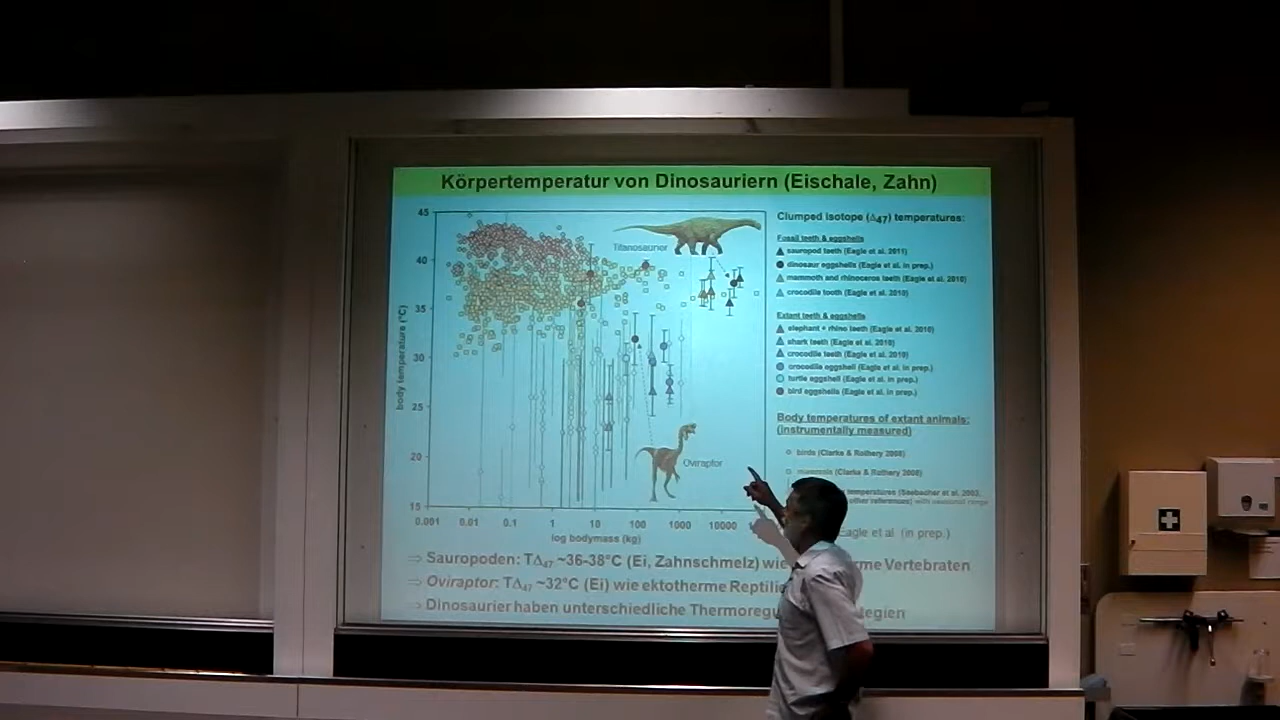 Körpertemperatur von Dinosauriern (Eischale, Zahn)
45
40
35
30
25
20
15
body temperature (°C)
0.001 0.01 0.1 1 10 100 1000 10000
log bodymass (kg)
Titanosaurier
Oviraptor
Clumped isotope (Δ47) temperatures:
Fossil teeth & eggshells
sauropod teeth (Eagle et al. 2011)
dinosaur eggshells (Eagle et al. in prep.)
mammoth and rhinoceros teeth (Eagle et al. 2010)
crocodile tooth (Eagle et al. 2010)
Extant teeth & eggshells
elephant + rhino teeth (Eagle et al. 2010)
shark teeth (Eagle et al. 2010)
crocodile teeth (Eagle et al. 2010)
crocodile eggshell (Eagle et al. in prep.)
turtle eggshell (Eagle et al. in prep.)
bird eggshells (Eagle et al. in prep.)
Body temperatures of extant animals:
(instrumentally measured)
birds (Clarke & Rothery 2008)
mammals (Clarke & Rothery 2008)
temperatures (Seebacher et al. 2003,
other references) with seasonal range
Eagle et al (in prep.)
⇒ Sauropoden: TΔ47 ~36-38°C (Ei, Zahnschmelz) wie Vertebraten
⇒ Oviraptor: TΔ47 ~32°C (Ei) wie ektotherme
⇒ Dinosaurier haben unterschiedliche